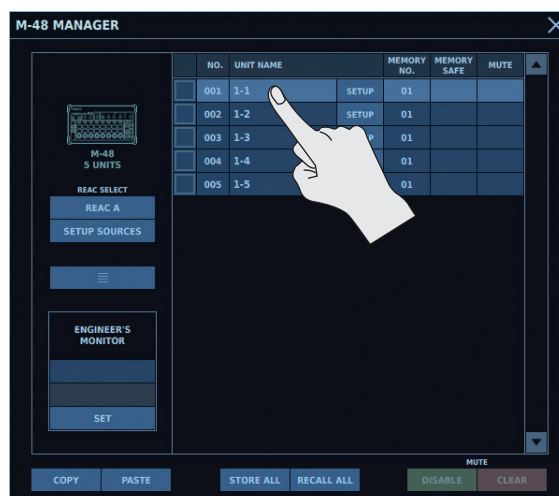 M-48 MANAGER
NO. UNIT NAME MEMORY NO. MEMORY SAFE MUTE
001 1-1 SETUP 01
002 1-2 SETUP 01
003 1-3 01
004 1-4 01
005 1-5 01
M-48
5 UNITS
REAC SELECT
REAC A
SETUP SOURCES
ENGINEER'S
MONITOR
SET
MUTE
COPY PASTE STORE ALL RECALL ALL DISABLE CLEAR